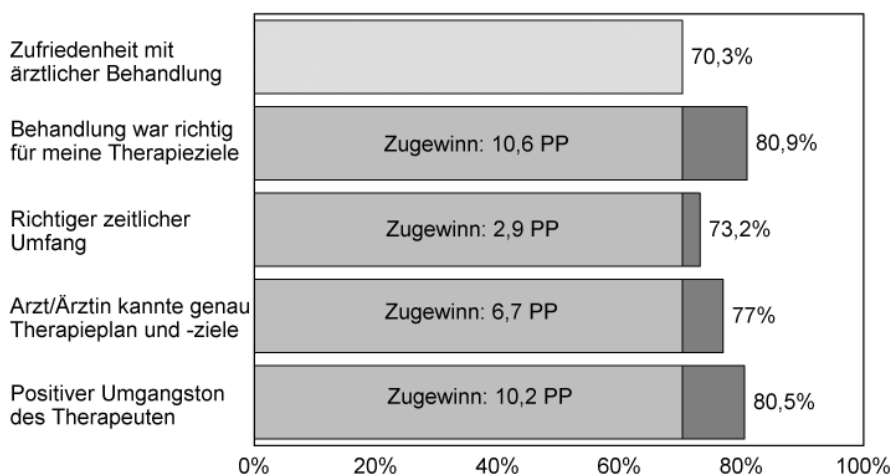 Zufriedenheit mit
ärztlicher Behandlung
70,3%
Behandlung war richtig
für meine Therapieziele
Zugewinn: 10,6 PP
80,9%
Richtiger zeitlicher
Umfang
Zugewinn: 2,9 PP
73,2%
Arzt/Ärztin kannte genau
Therapieplan und -ziele
Zugewinn: 6,7 PP
77%
Positiver Umgangston
des Therapeuten
Zugewinn: 10,2 PP
80,5%
0% 20% 40% 60% 80% 100%